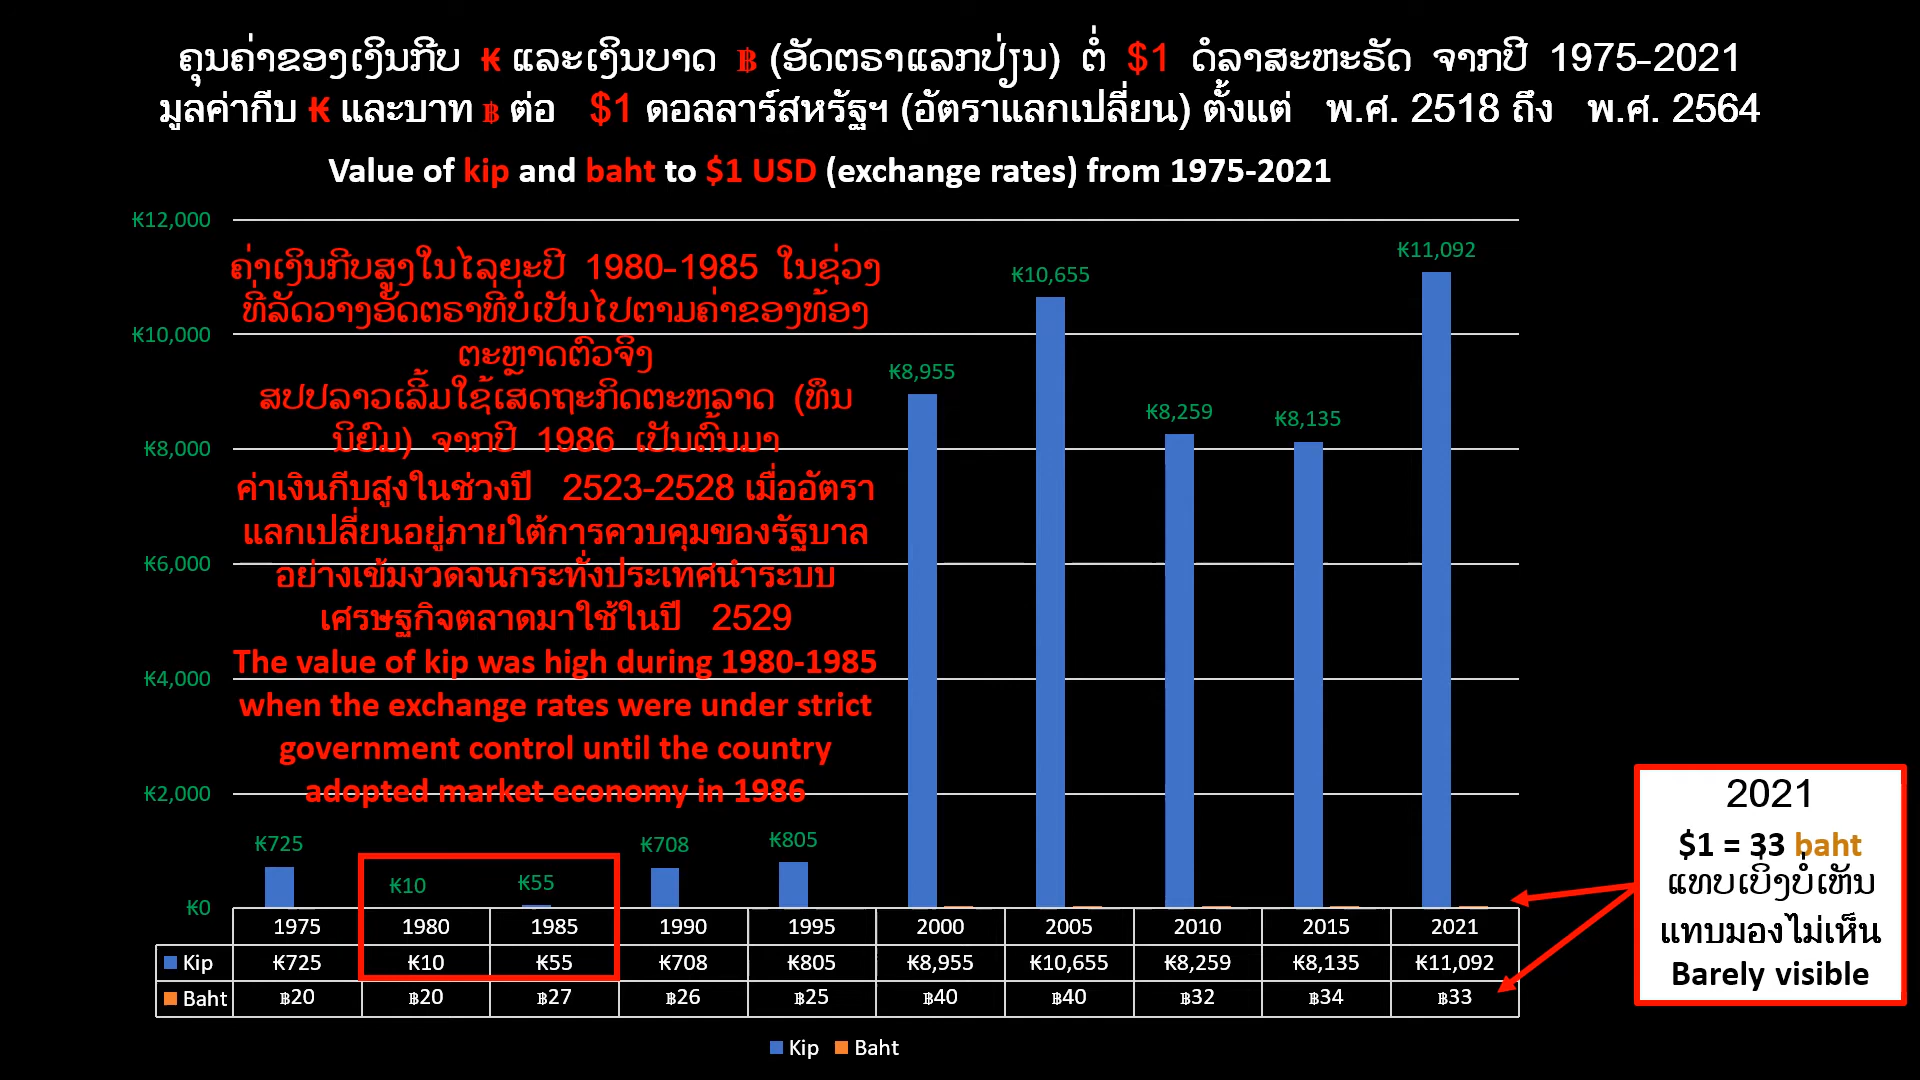 ຄຸນຄ່າຂອງເງິນກີບ ₭ ແລະເງິນບາດ ฿ (ອັດຕຣາແລກປ່ຽນ) ຕໍ່ $1 ດໍລາສະຫະຣັດ ຈາກປີ 1975-2021
มูลค่ากีบ ₭ และบาท ฿ ต่อ $1 ดอลลาร์สหรัฐฯ (อัตราแลกเปลี่ยน) ตั้งแต่ พ.ศ. 2518 ถึง พ.ศ. 2564
Value of kip and baht to $1 USD (exchange rates) from 1975-2021
₭12,000
₭10,000
₭8,000
₭6,000
₭4,000
₭2,000
₭0
ຄ່າເງິນກີບສູງໃນໄລຍະປີ 1980-1985 ໃນຊ່ວງ
ທີ່ລັດວາງອັດຕຣາທີ່ບໍ່ເປັນໄປຕາມຄ່າຂອງທ້ອງ
ຕະຫຼາດຕົວຈິງ
ສປປລາວເລີ້ມໃຊ້ເສດຖະກິດຕະຫລາດ (ທຶນ
ນິຍົມ) ຈາກປີ 1986 ເປັນຕົ້ນມາ
ค่าเงินกีบสูงในช่วงปี 2523-2528 เมื่ออัตรา
แลกเปลี่ยนอยู่ภายใต้การควบคุมของรัฐบาล
อย่างเข้มงวดจนกระทั่งประเทศนำระบบ
เศรษฐกิจตลาดมาใช้ในปี 2529
The value of kip was high during 1980-1985
when the exchange rates were under strict
government control until the country
adopted market economy in 1986
₭725
₭10
₭55
₭708
₭805
₭8,955
₭10,655
₭8,259
₭8,135
₭11,092
1975 1980 1985 1990 1995 2000 2005 2010 2015 2021
Kip ₭725 ₭10 ₭55 ₭708 ₭805 ₭8,955 ₭10,655 ₭8,259 ₭8,135 ₭11,092
Baht ฿20 ฿20 ฿27 ฿26 ฿25 ฿40 ฿40 ฿32 ฿34 ฿33
Kip Baht
2021
$1 = 33 baht
ແທບເບິ່ງບໍ່ເຫັນ
แทบมองไม่เห็น
Barely visible